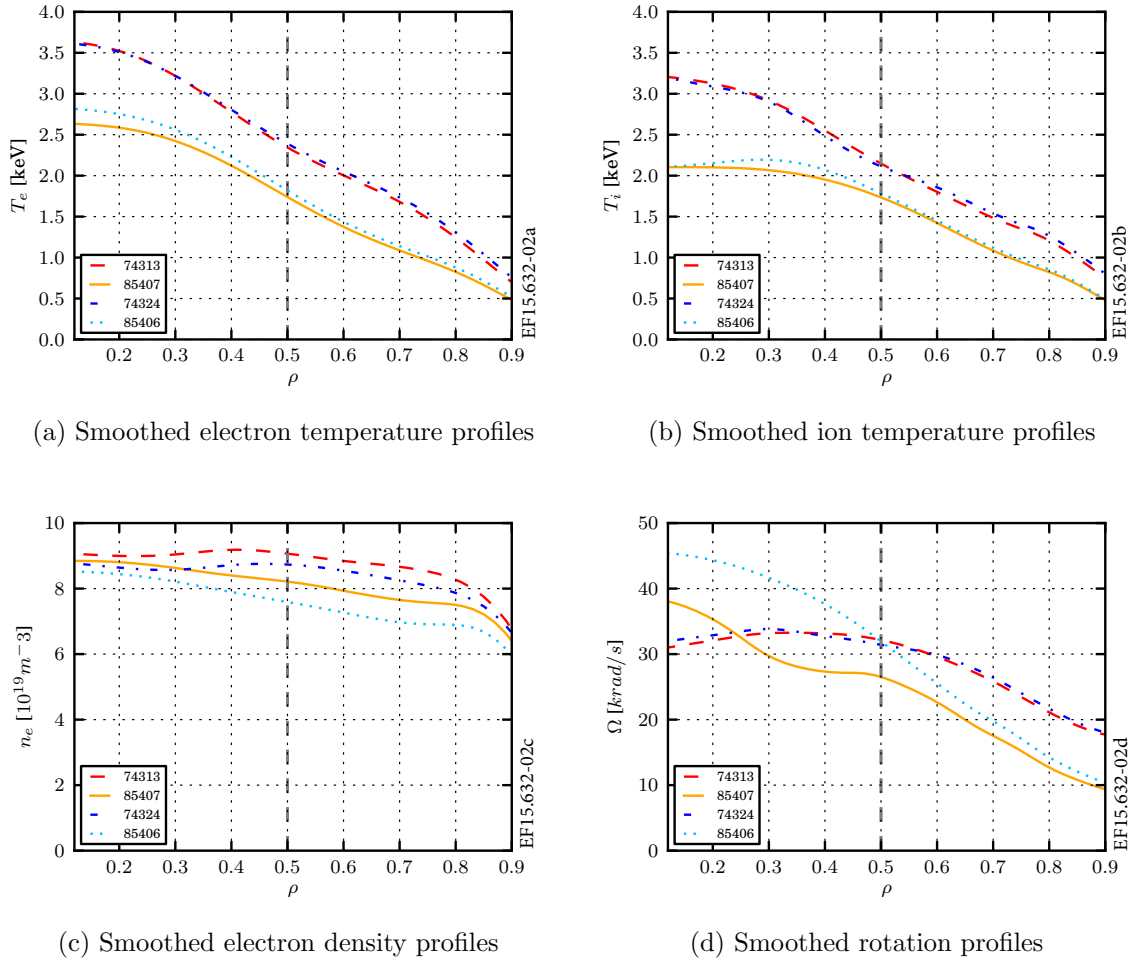 4.0
3.5
3.0
2.5
2.0
1.5
1.0
0.5
0.0
T_e [keV]
74313
85407
74324
85406
0.2 0.3 0.4 0.5 0.6 0.7 0.8 0.9
ρ
EF15.632-02a
(a) Smoothed electron temperature profiles
4.0
3.5
3.0
2.5
2.0
1.5
1.0
0.5
0.0
T_i [keV]
74313
85407
74324
85406
0.2 0.3 0.4 0.5 0.6 0.7 0.8 0.9
ρ
EF15.632-02b
(b) Smoothed ion temperature profiles
10
8
6
4
2
0
n_e [10^19 m^− 3]
74313
85407
74324
85406
0.2 0.3 0.4 0.5 0.6 0.7 0.8 0.9
ρ
EF15.632-02c
(c) Smoothed electron density profiles
50
40
30
20
10
0
Ω [krad/s]
74313
85407
74324
85406
0.2 0.3 0.4 0.5 0.6 0.7 0.8 0.9
ρ
EF15.632-02d
(d) Smoothed rotation profiles